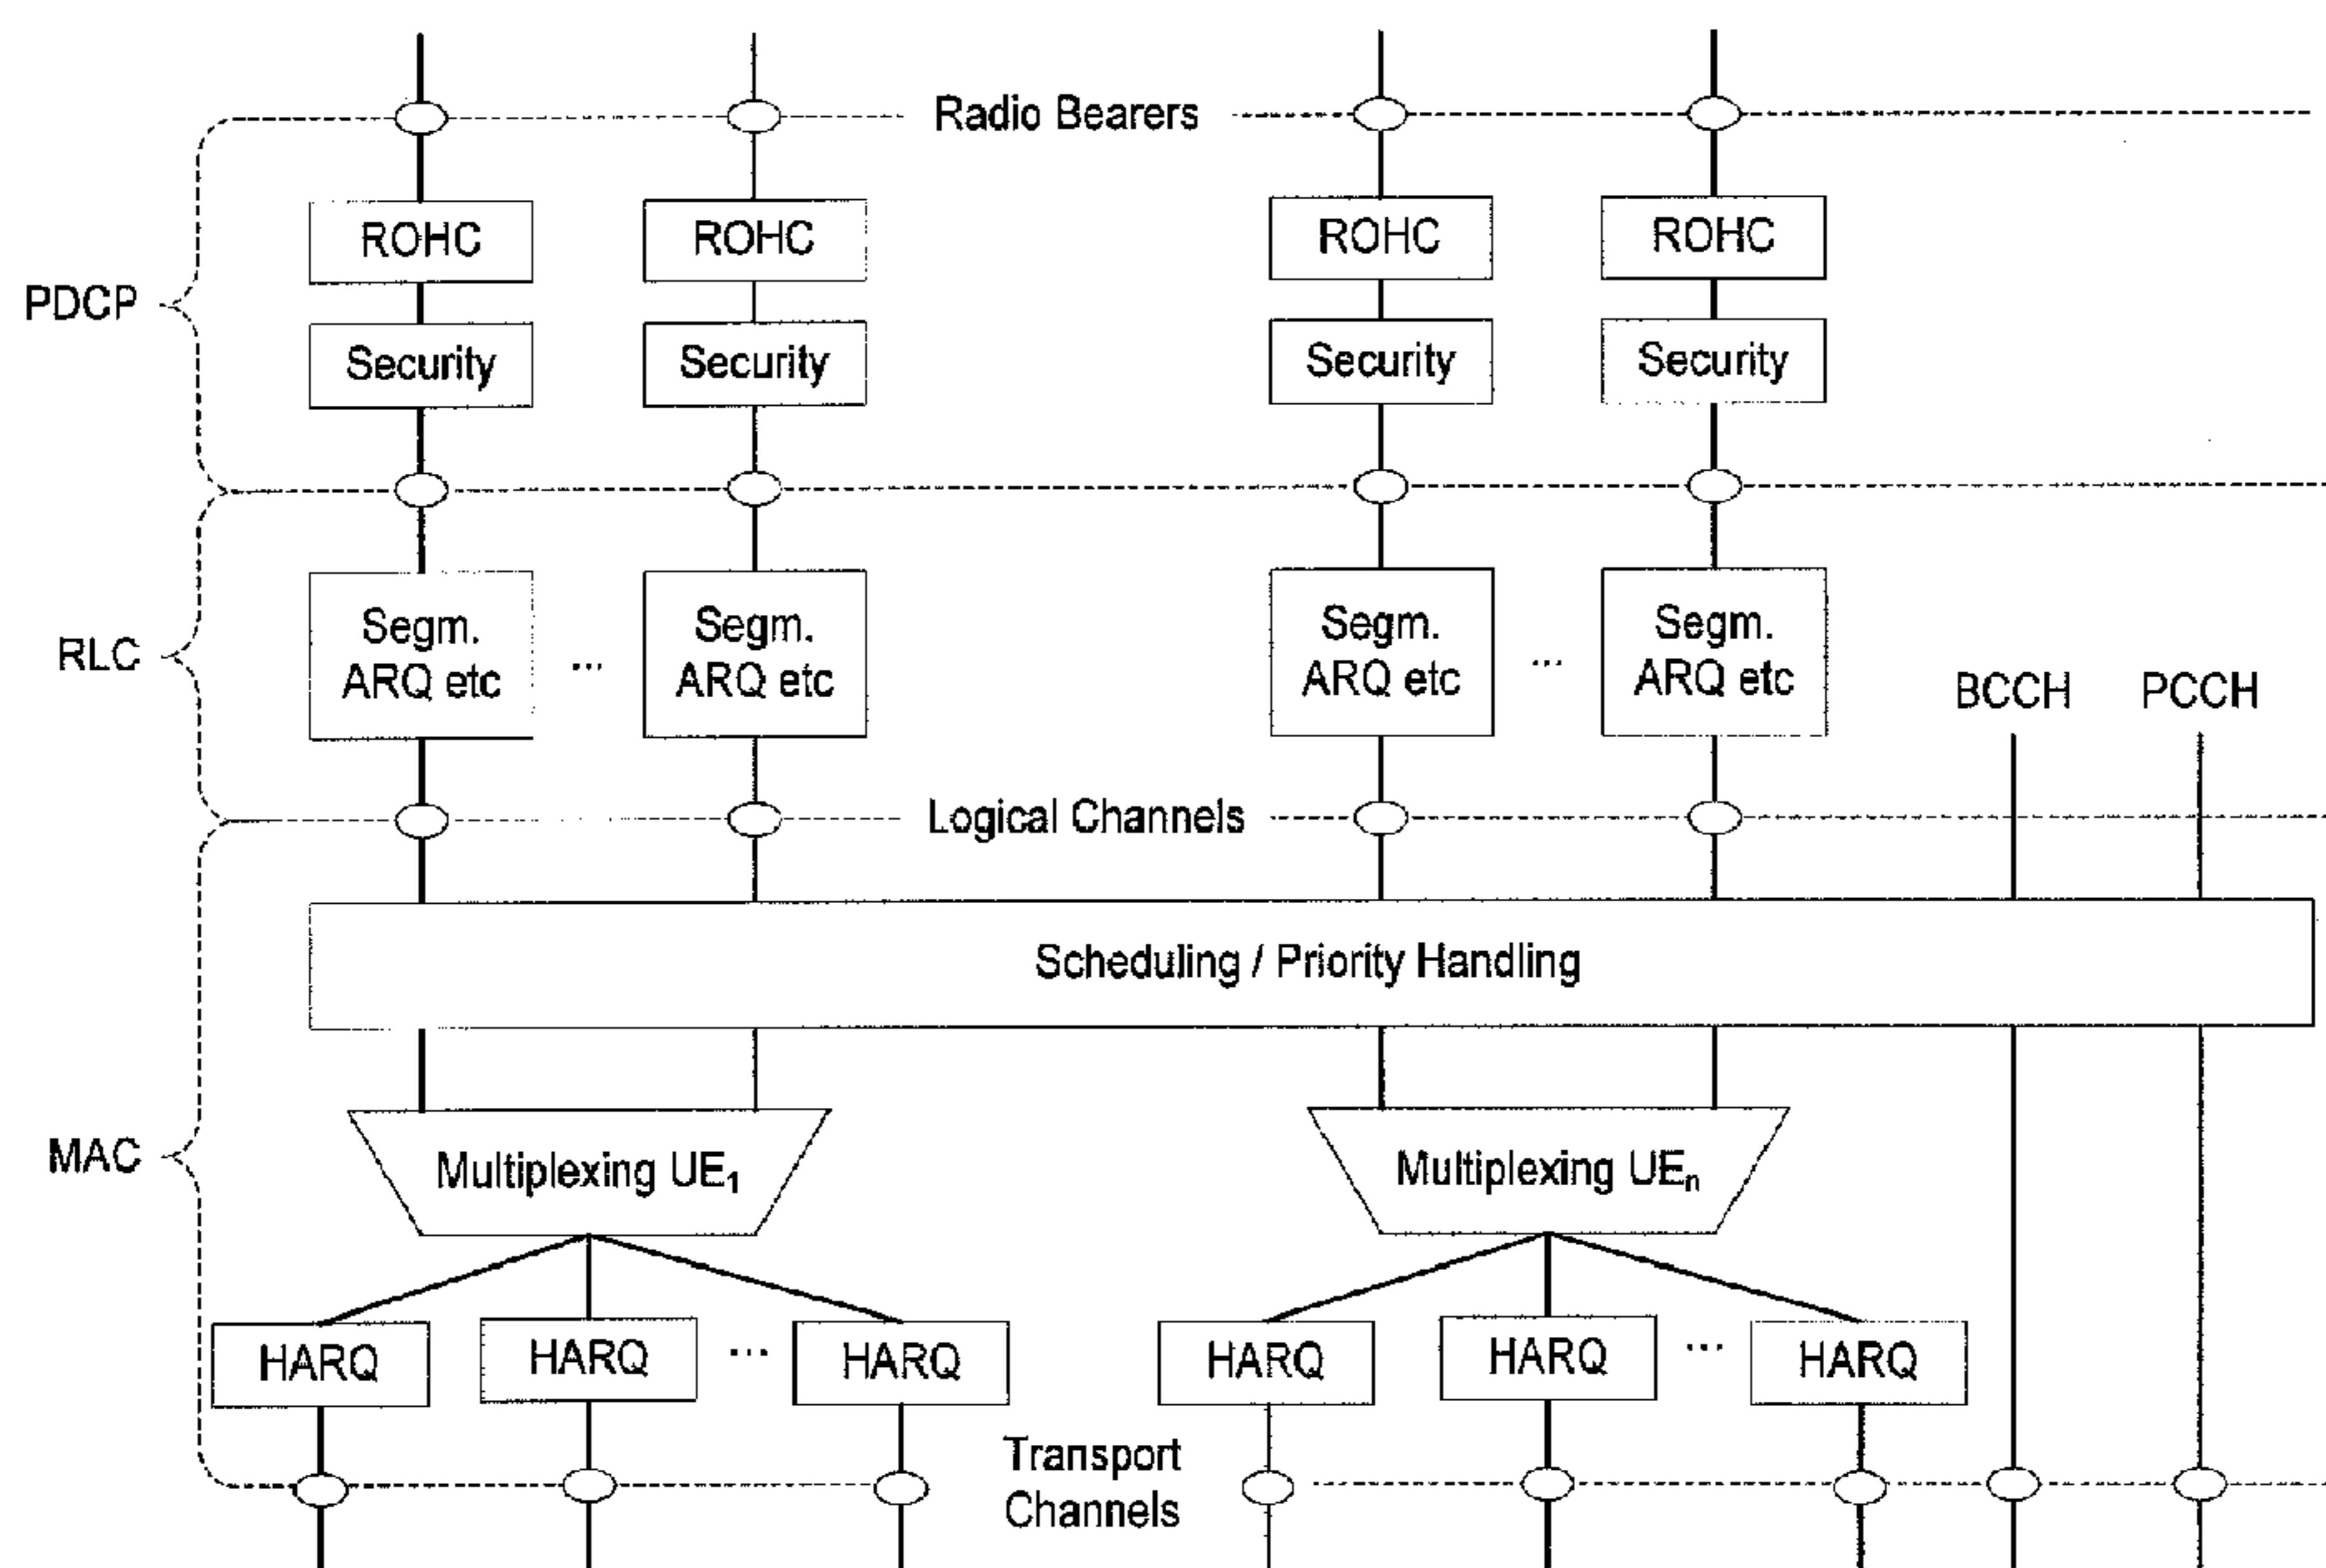 Radio Bearers
ROHC
ROHC
ROHC
ROHC
PDCP
Security
Security
Security
Security
RLC
Segm.
ARQ etc
...
Segm.
ARQ etc
Segm.
ARQ etc
...
Segm.
ARQ etc
BCCH
PCCH
Logical Channels
Scheduling / Priority Handling
MAC
Multiplexing UE₁
Multiplexing UEₙ
HARQ
HARQ
...
HARQ
HARQ
HARQ
...
HARQ
Transport
Channels